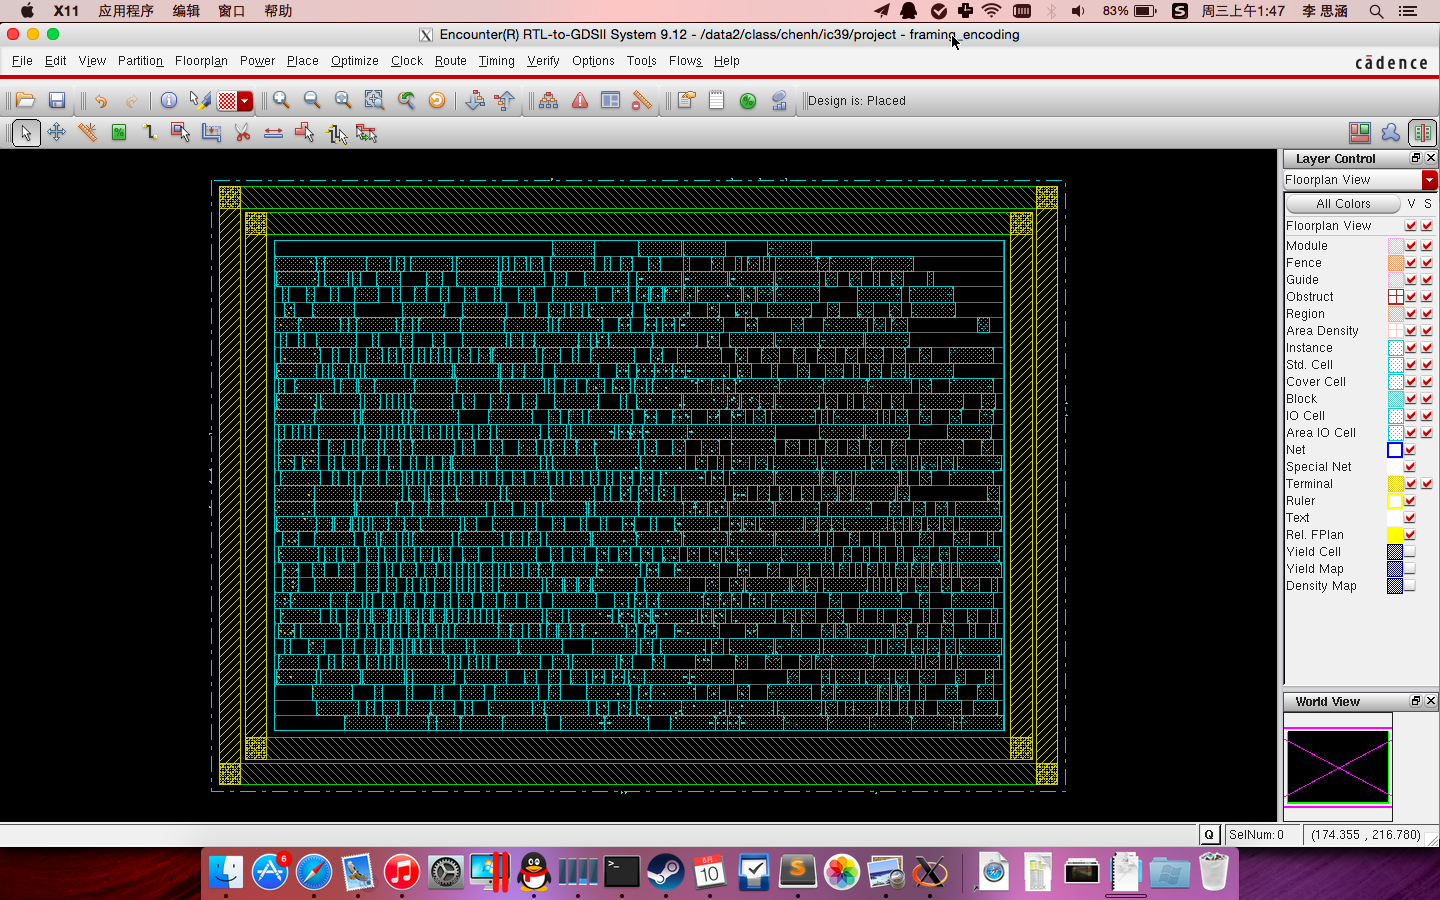 X11 应用程序 编辑 窗口 帮助 83% S 周三上午1:47 李 思涵
X Encounter(R) RTL-to-GDSII System 9.12 - /data2/class/chenh/ic39/project - framing_encoding
File Edit View Partition Floorplan Power Place Optimize Clock Route Timing Verify Options Tools Flows Help cādence
Design is: Placed
Layer Control
Floorplan View
All Colors V S
Floorplan View
Module
Fence
Guide
Obstruct
Region
Area Density
Instance
Std. Cell
Cover Cell
Block
IO Cell
Area IO Cell
Net
Special Net
Terminal
Ruler
Text
Rel. FPlan
Yield Cell
Yield Map
Density Map
World View
Q SelNum: 0 (174.355 , 216.780)
6
6月
10
S